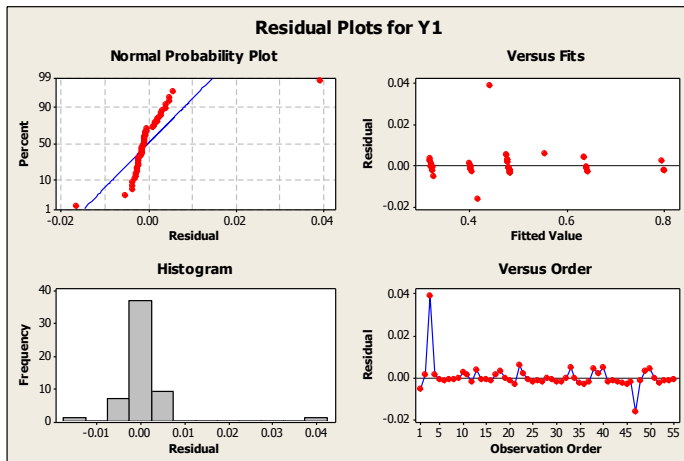 Residual Plots for Y1
Normal Probability Plot
99
90
50
10
1
Percent
-0.02 0.00 0.02 0.04
Residual
Versus Fits
0.04
0.02
0.00
-0.02
Residual
0.4 0.6 0.8
Fitted Value
Histogram
40
30
20
10
0
Frequency
-0.01 0.00 0.01 0.02 0.03 0.04
Residual
Versus Order
0.04
0.02
0.00
-0.02
Residual
1 5 10 15 20 25 30 35 40 45 50 55
Observation Order